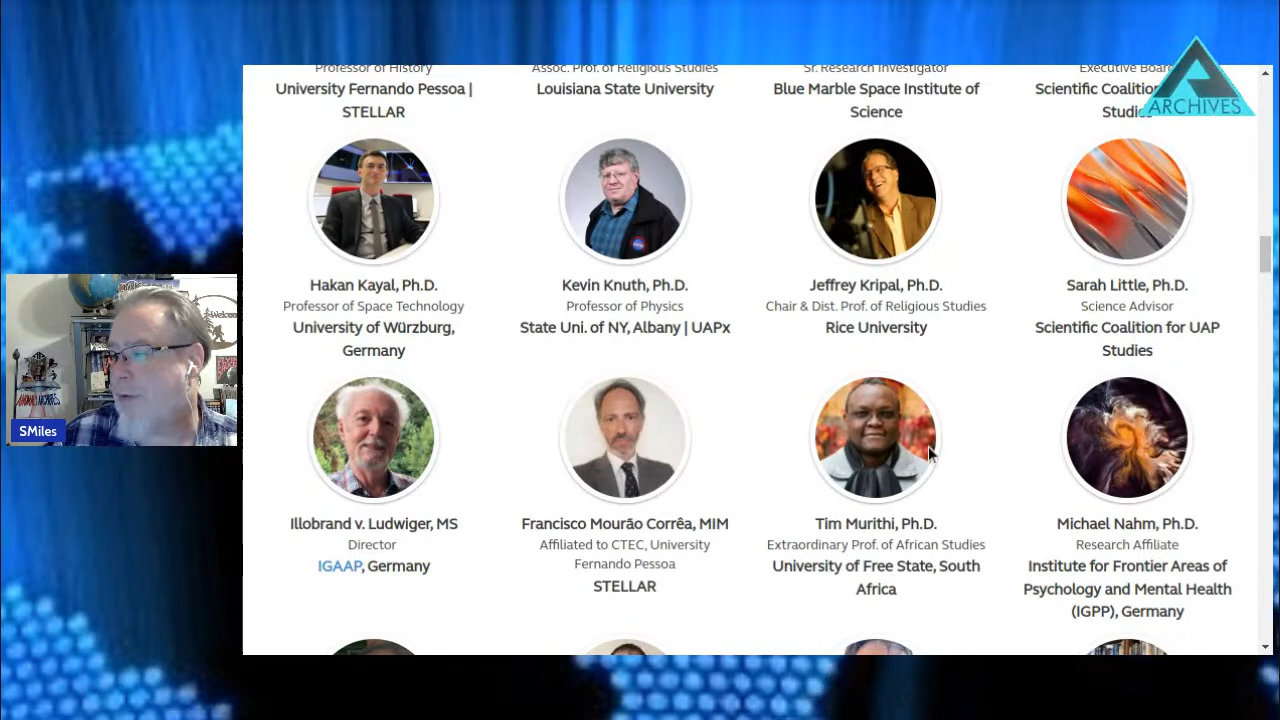 Professor of History
Assoc. Prof. of Religious Studies
Sr. Research Investigator
Executive Board
University Fernando Pessoa |
STELLAR
Louisiana State University
Blue Marble Space Institute of
Science
Scientific Coalition
Studies
ARCHIVES
Hakan Kayal, Ph.D.
Professor of Space Technology
University of Würzburg,
Germany
Kevin Knuth, Ph.D.
Professor of Physics
State Uni. of NY, Albany | UAPx
Jeffrey Kripal, Ph.D.
Chair & Dist. Prof. of Religious Studies
Rice University
Sarah Little, Ph.D.
Science Advisor
Scientific Coalition for UAP
Studies
Welcome
SMiles
Illobrand v. Ludwiger, MS
Director
IGAAP, Germany
Francisco Mourão Corrêa, MIM
Affiliated to CTEC, University
Fernando Pessoa
STELLAR
Tim Murithi, Ph.D.
Extraordinary Prof. of African Studies
University of Free State, South
Africa
Michael Nahm, Ph.D.
Research Affiliate
Institute for Frontier Areas of
Psychology and Mental Health
(IGPP), Germany